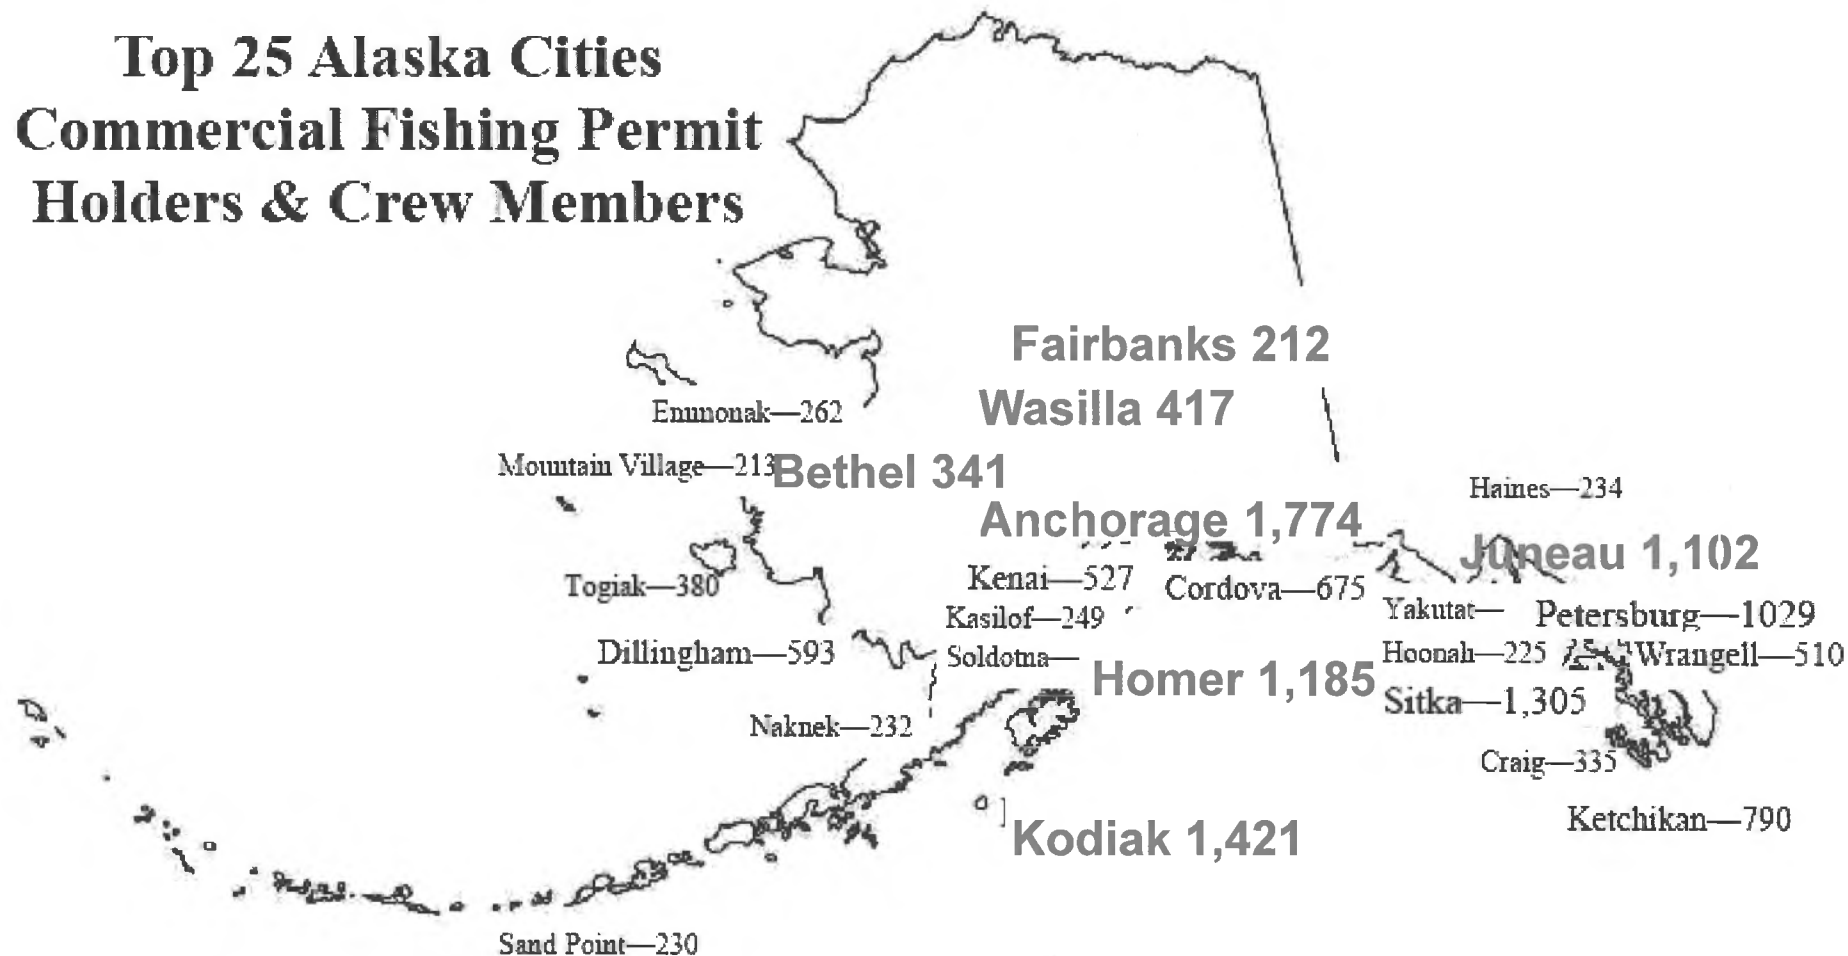 Top 25 Alaska Cities
Commercial Fishing Permit
Holders & Crew Members
Fairbanks 212
Wasilla 417
Emmonak—262
Mountain Village—213
Bethel 341
Haines—234
Anchorage 1,774
Juneau 1,102
Kenai—527
Togiak—380
Cordova—675
Yakutat—
Petersburg—1029
Kasilof—249
Dillingham—593
Soldotna—
Hoonah—225
Wrangell—510
Homer 1,185
Sitka—1,305
Naknek—232
Craig—335
Ketchikan—790
Kodiak 1,421
Sand Point—230